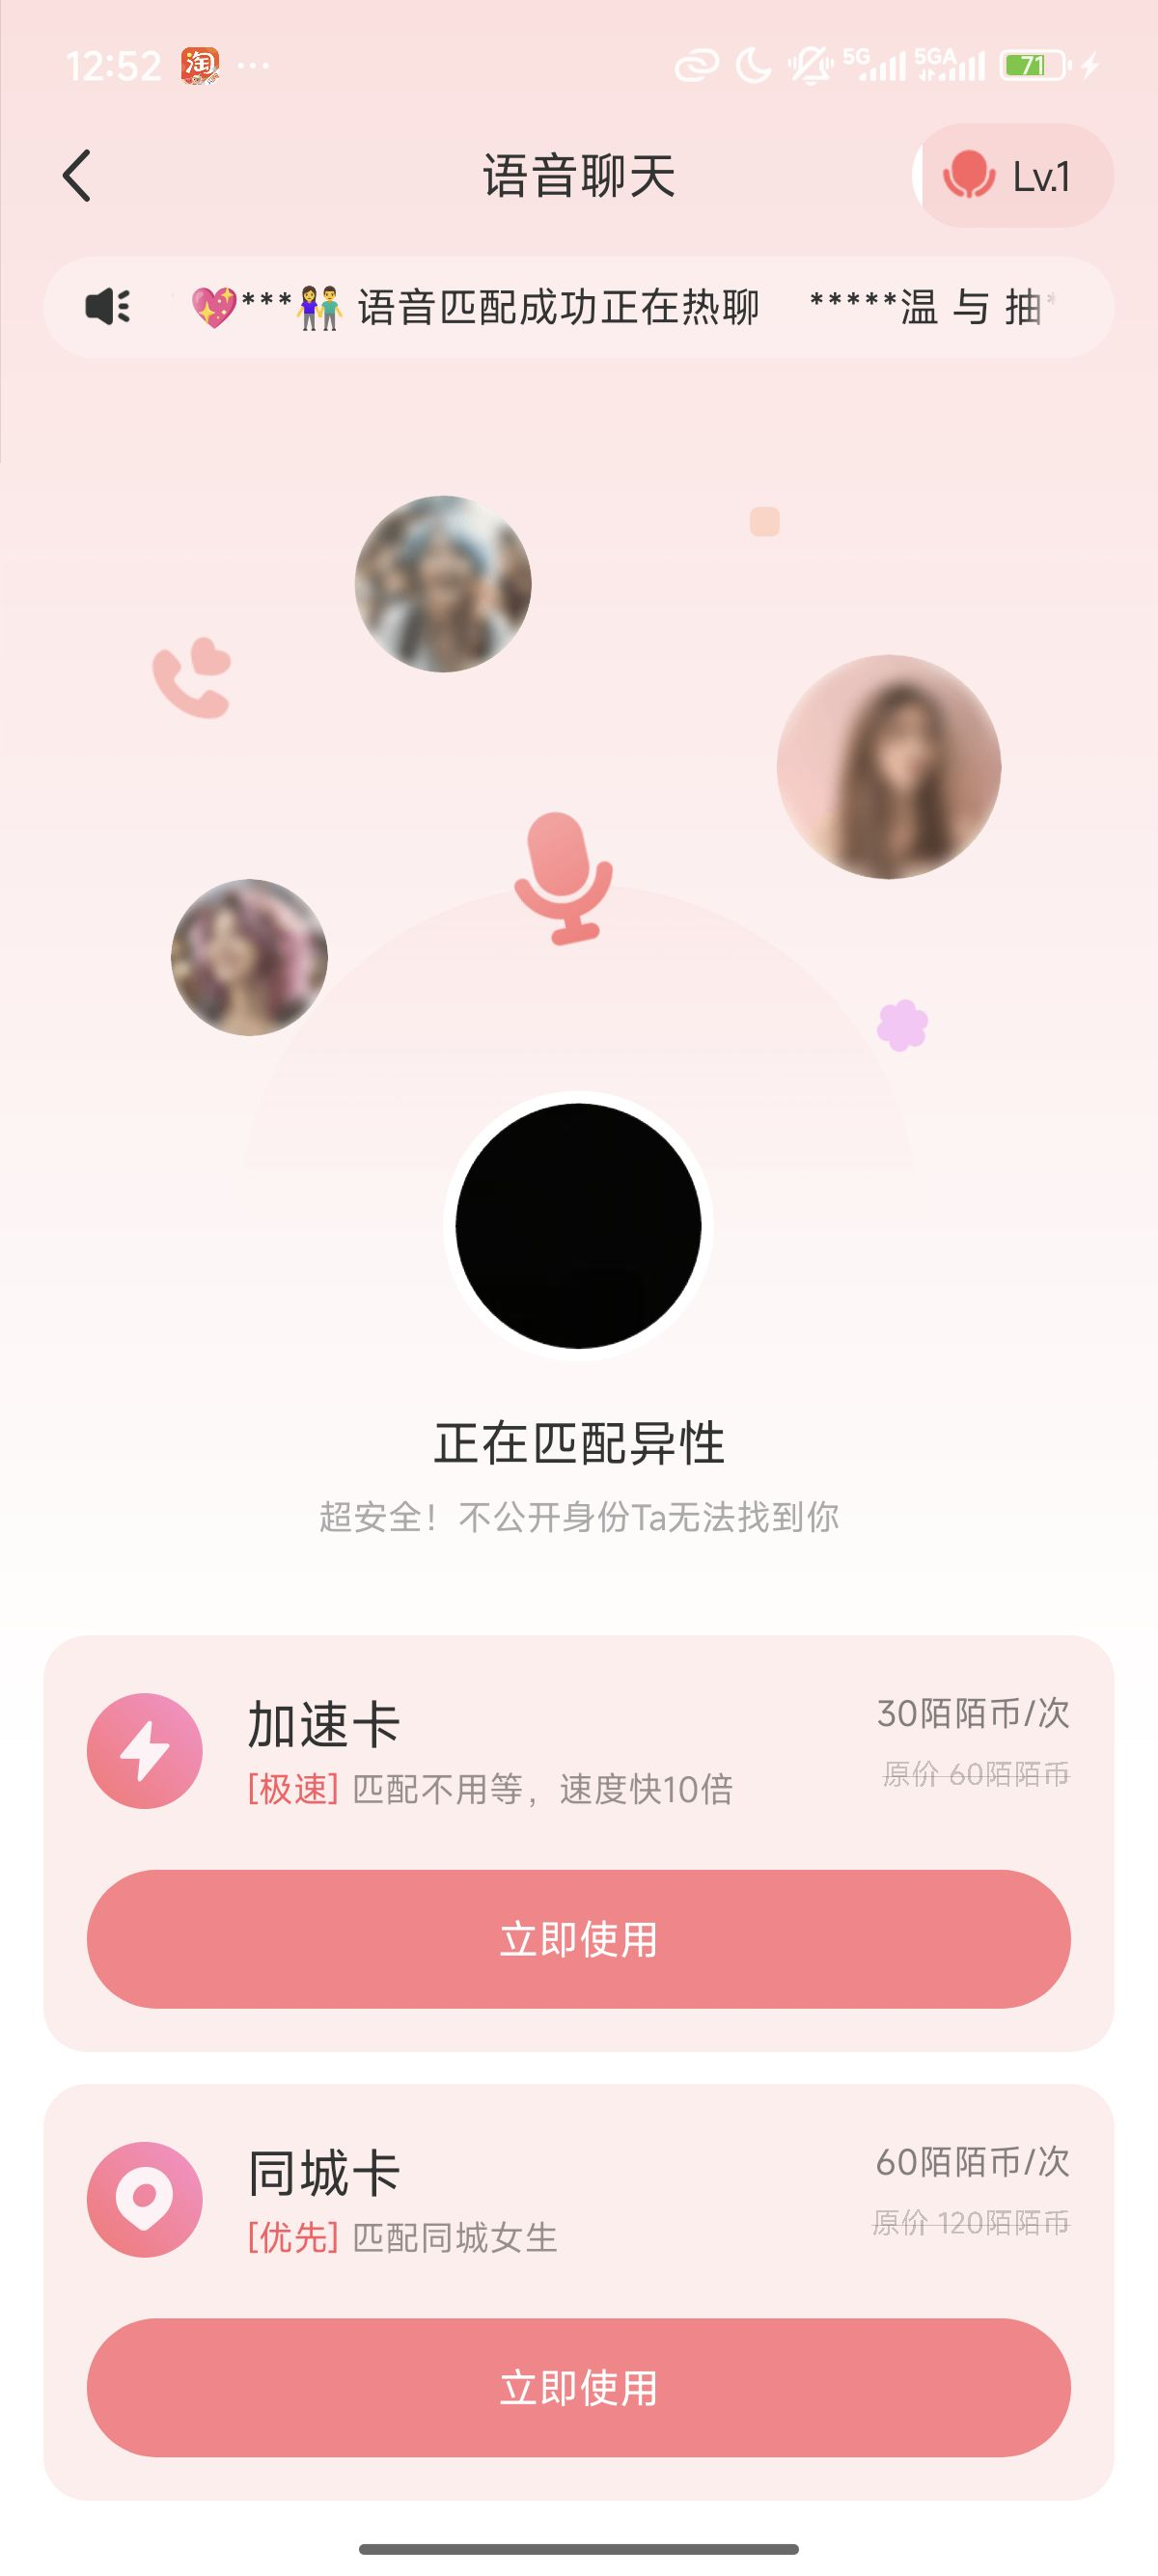 12:52 淘 ... 5G 5GA 71
语音聊天 Lv.1
💖***👫 语音匹配成功正在热聊 *****温 与 抽*
正在匹配异性
超安全！不公开身份Ta无法找到你
加速卡 30陌陌币/次
[极速] 匹配不用等，速度快10倍 原价 60陌陌币
立即使用
同城卡 60陌陌币/次
[优先] 匹配同城女生 原价 120陌陌币
立即使用